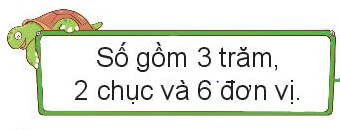 Số gồm 3 trăm,
2 chục và 6 đơn vị.